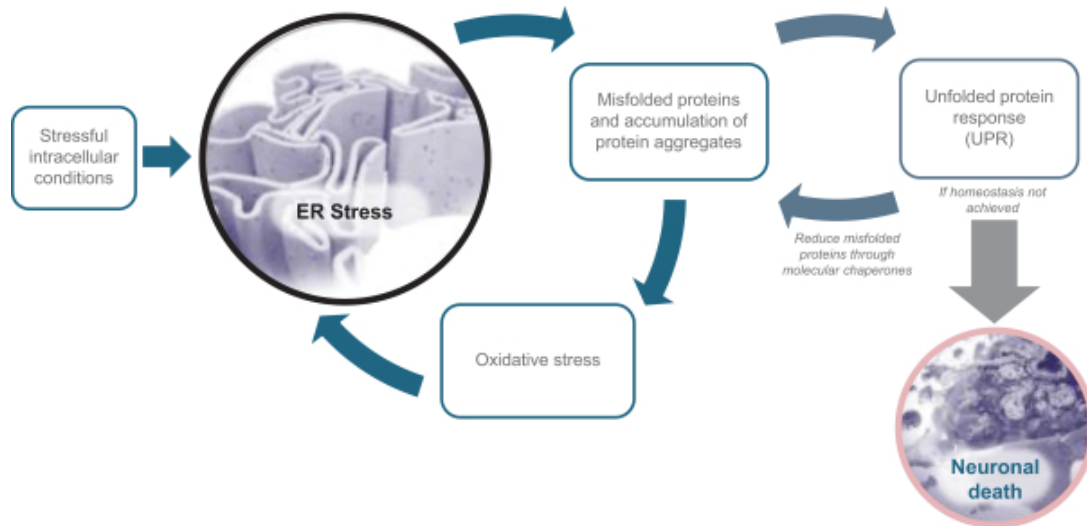 Stressful
intracellular
conditions
ER Stress
Misfolded proteins
and accumulation of
protein aggregates
Unfolded protein
response
(UPR)
If homeostasis not
achieved
Reduce misfolded
proteins through
molecular chaperones
Oxidative stress
Neuronal
death